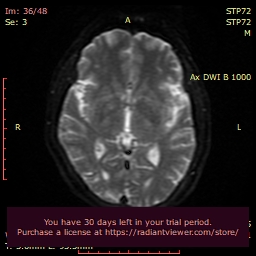 Im: 36/48
Se: 3
STP72
STP72
M
A
Ax DWI B 1000
R
L
You have 30 days left in your trial period.
Purchase a license at https://radiantviewer.com/store/